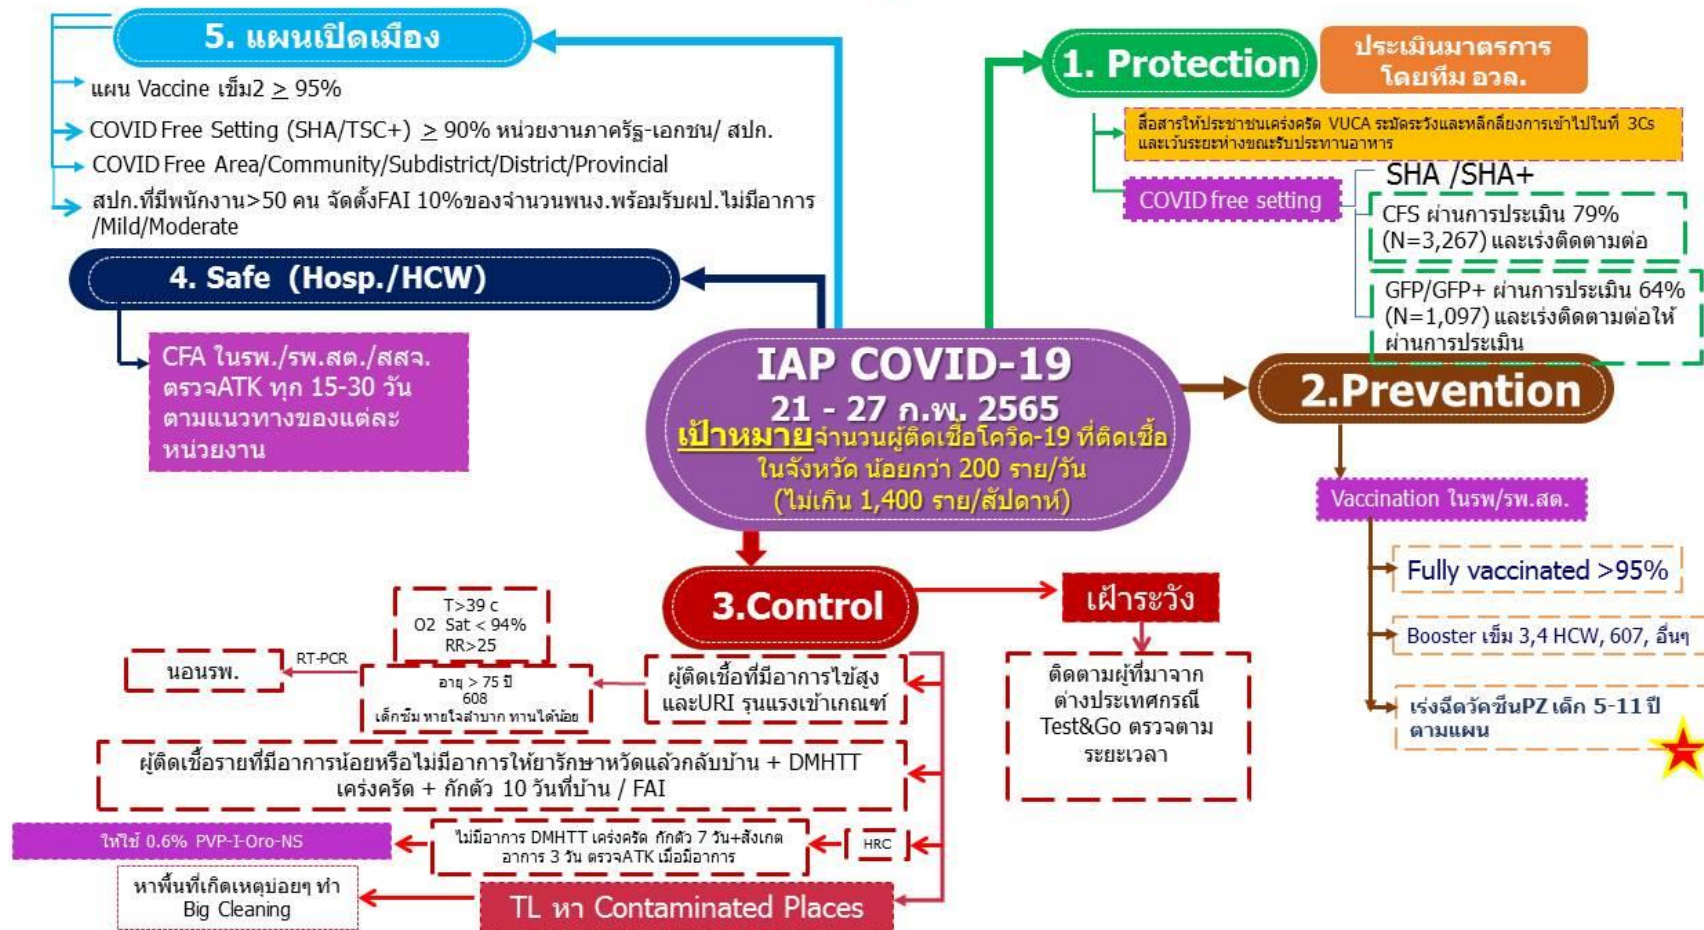 5. แผนเปิดเมือง
แผน Vaccine เข็ม2 ≥ 95%
COVID Free Setting (SHA/TSC+) ≥ 90% หน่วยงานภาครัฐ-เอกชน/ สปก.
COVID Free Area/Community/Subdistrict/District/Provincial
สปก.ที่มีพนักงาน>50 คน จัดตั้งFAI 10%ของจำนวนพนง.พร้อมรับผป.ไม่มีอาการ
/Mild/Moderate
1. Protection
ประเมินมาตรการ
โดยทีม อวล.
สื่อสารให้ประชาชนเคร่งครัด VUCA ระมัดระวังและหลีกลี่ยงการเข้าไปในที่ 3Cs
และเว้นระยะห่างขณะรับประทานอาหาร
COVID free setting
SHA /SHA+
CFS ผ่านการประเมิน 79%
(N=3,267) และเร่งติดตามต่อ
GFP/GFP+ ผ่านการประเมิน 64%
(N=1,097) และเร่งติดตามต่อให้
ผ่านการประเมิน
4. Safe (Hosp./HCW)
CFA ในรพ./รพ.สต./สสจ.
ตรวจATK ทุก 15-30 วัน
ตามแนวทางของแต่ละ
หน่วยงาน
IAP COVID-19
21 - 27 ก.พ. 2565
เป้าหมายจำนวนผู้ติดเชื้อโควิด-19 ที่ติดเชื้อ
ในจังหวัด น้อยกว่า 200 ราย/วัน
(ไม่เกิน 1,400 ราย/สัปดาห์)
2.Prevention
Vaccination ในรพ/รพ.สต.
Fully vaccinated >95%
Booster เข็ม 3,4 HCW, 607, อื่นๆ
เร่งฉีดวัคซีนPZ เด็ก 5-11 ปี
ตามแผน
3.Control
เฝ้าระวัง
ติดตามผู้ที่มาจาก
ต่างประเทศกรณี
Test&Go ตรวจตาม
ระยะเวลา
T>39 c
O2 Sat < 94%
RR>25
นอนรพ.
RT-PCR
อายุ > 75 ปี
608
เด็กซึม หายใจลำบาก ทานได้น้อย
ผู้ติดเชื้อที่มีอาการไข้สูง
และURI รุนแรงเข้าเกณฑ์
ผู้ติดเชื้อรายที่มีอาการน้อยหรือไม่มีอาการให้ยารักษาหวัดแล้วกลับบ้าน + DMHTT
เคร่งครัด + กักตัว 10 วันที่บ้าน / FAI
ให้ใช้ 0.6% PVP-I-Oro-NS
ไม่มีอาการ DMHTT เคร่งครัด กักตัว 7 วัน+สังเกต
อาการ 3 วัน ตรวจATK เมื่อมีอาการ
HRC
หาพื้นที่เกิดเหตุบ่อยๆ ทำ
Big Cleaning
TL หา Contaminated Places